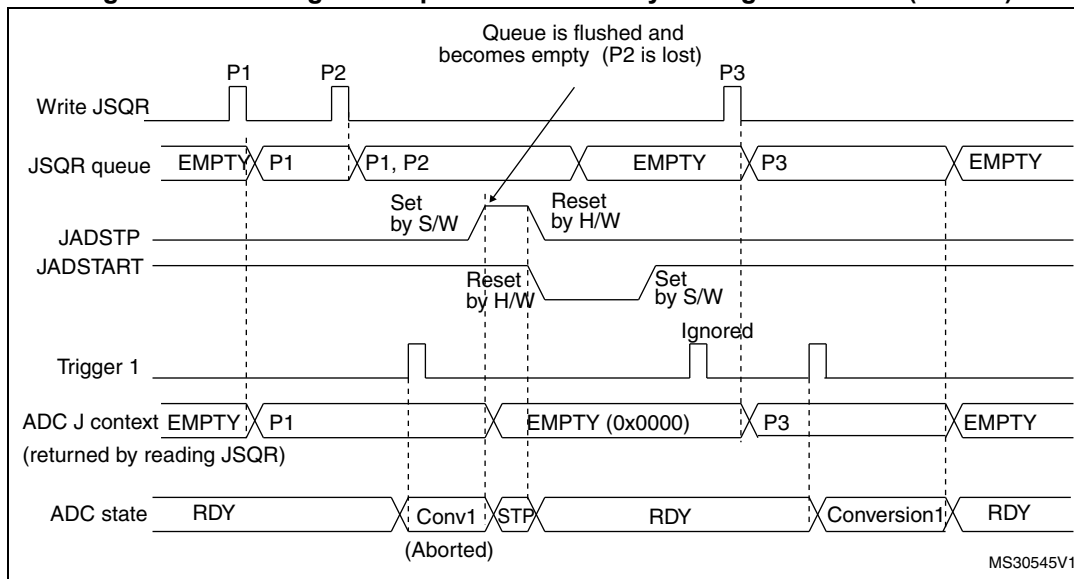 Queue is flushed and
becomes empty (P2 is lost)
P1 P2 P3
Write JSQR
JSQR queue EMPTY P1 P1, P2 EMPTY P3 EMPTY
Set
by S/W
Reset
by H/W
JADSTP
JADSTART
Reset
by H/W
Set
by S/W
Ignored
Trigger 1
ADC J context EMPTY P1 EMPTY (0x0000) P3 EMPTY
(returned by reading JSQR)
ADC state RDY Conv1 STP RDY Conversion1 RDY
(Aborted)
MS30545V1